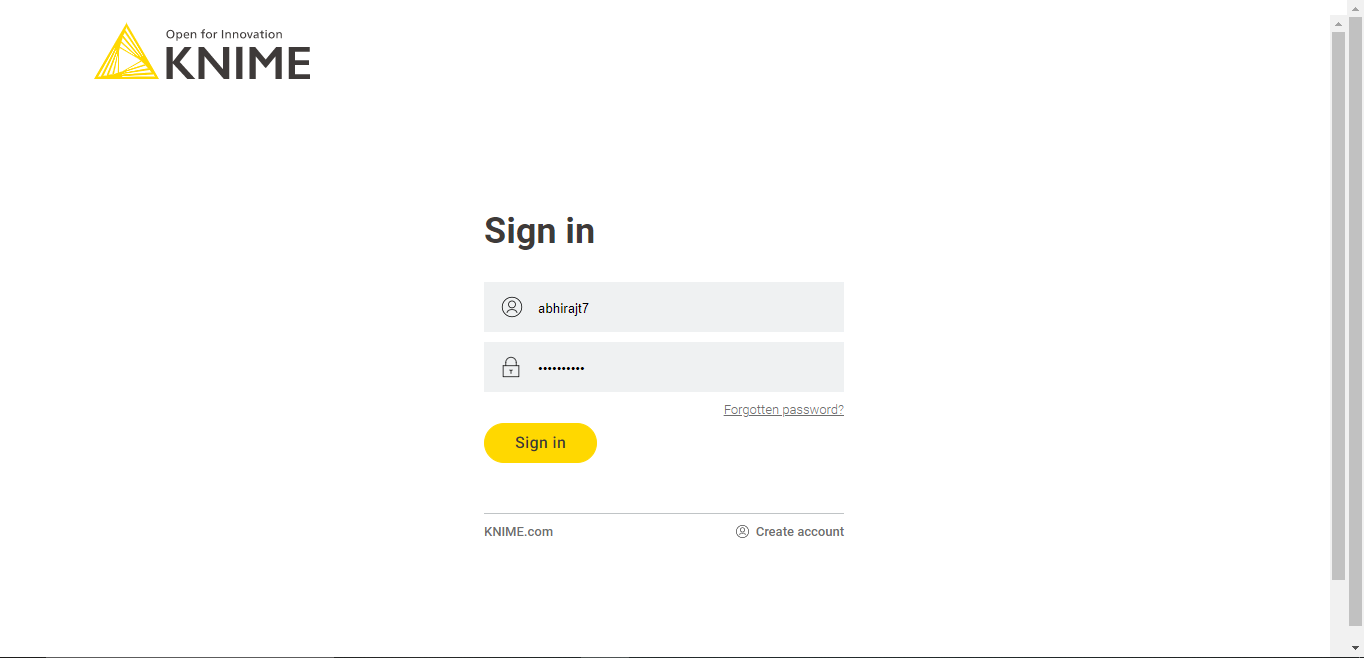 Open for Innovation
KNIME
Sign in
abhirajt7
••••••••••
Forgotten password?
Sign in
KNIME.com
Create account